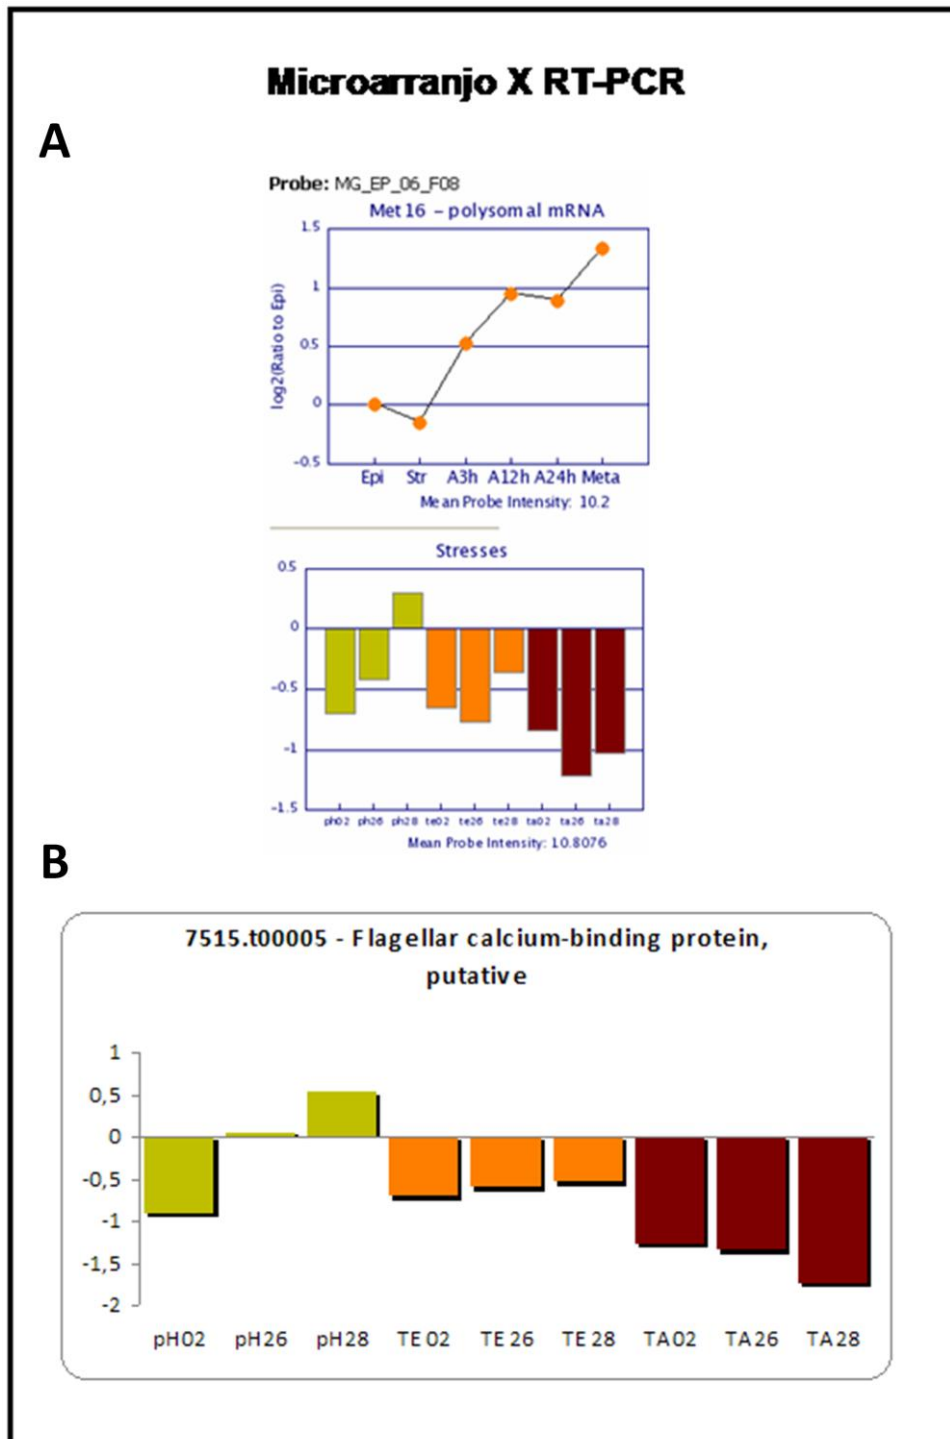 Microarranjo X RT-PCR
A
Probe: MG_EP_06_F08
Met16 – polysomal mRNA
log2(Ratio to Epi)
1.5
1
0.5
0
-0.5
Epi Str A3h A12h A24h Meta
Mean Probe Intensity: 10.2
Stresses
0.5
0
-0.5
-1
-1.5
ph02 ph26 ph28 te02 te26 te28 ta02 ta26 ta28
Mean Probe Intensity: 10.8076
B
7515.t00005 - Flagellar calcium-binding protein,
putative
1
0,5
0
-0,5
-1
-1,5
-2
pH02 pH26 pH28 TE02 TE26 TE28 TA02 TA26 TA28